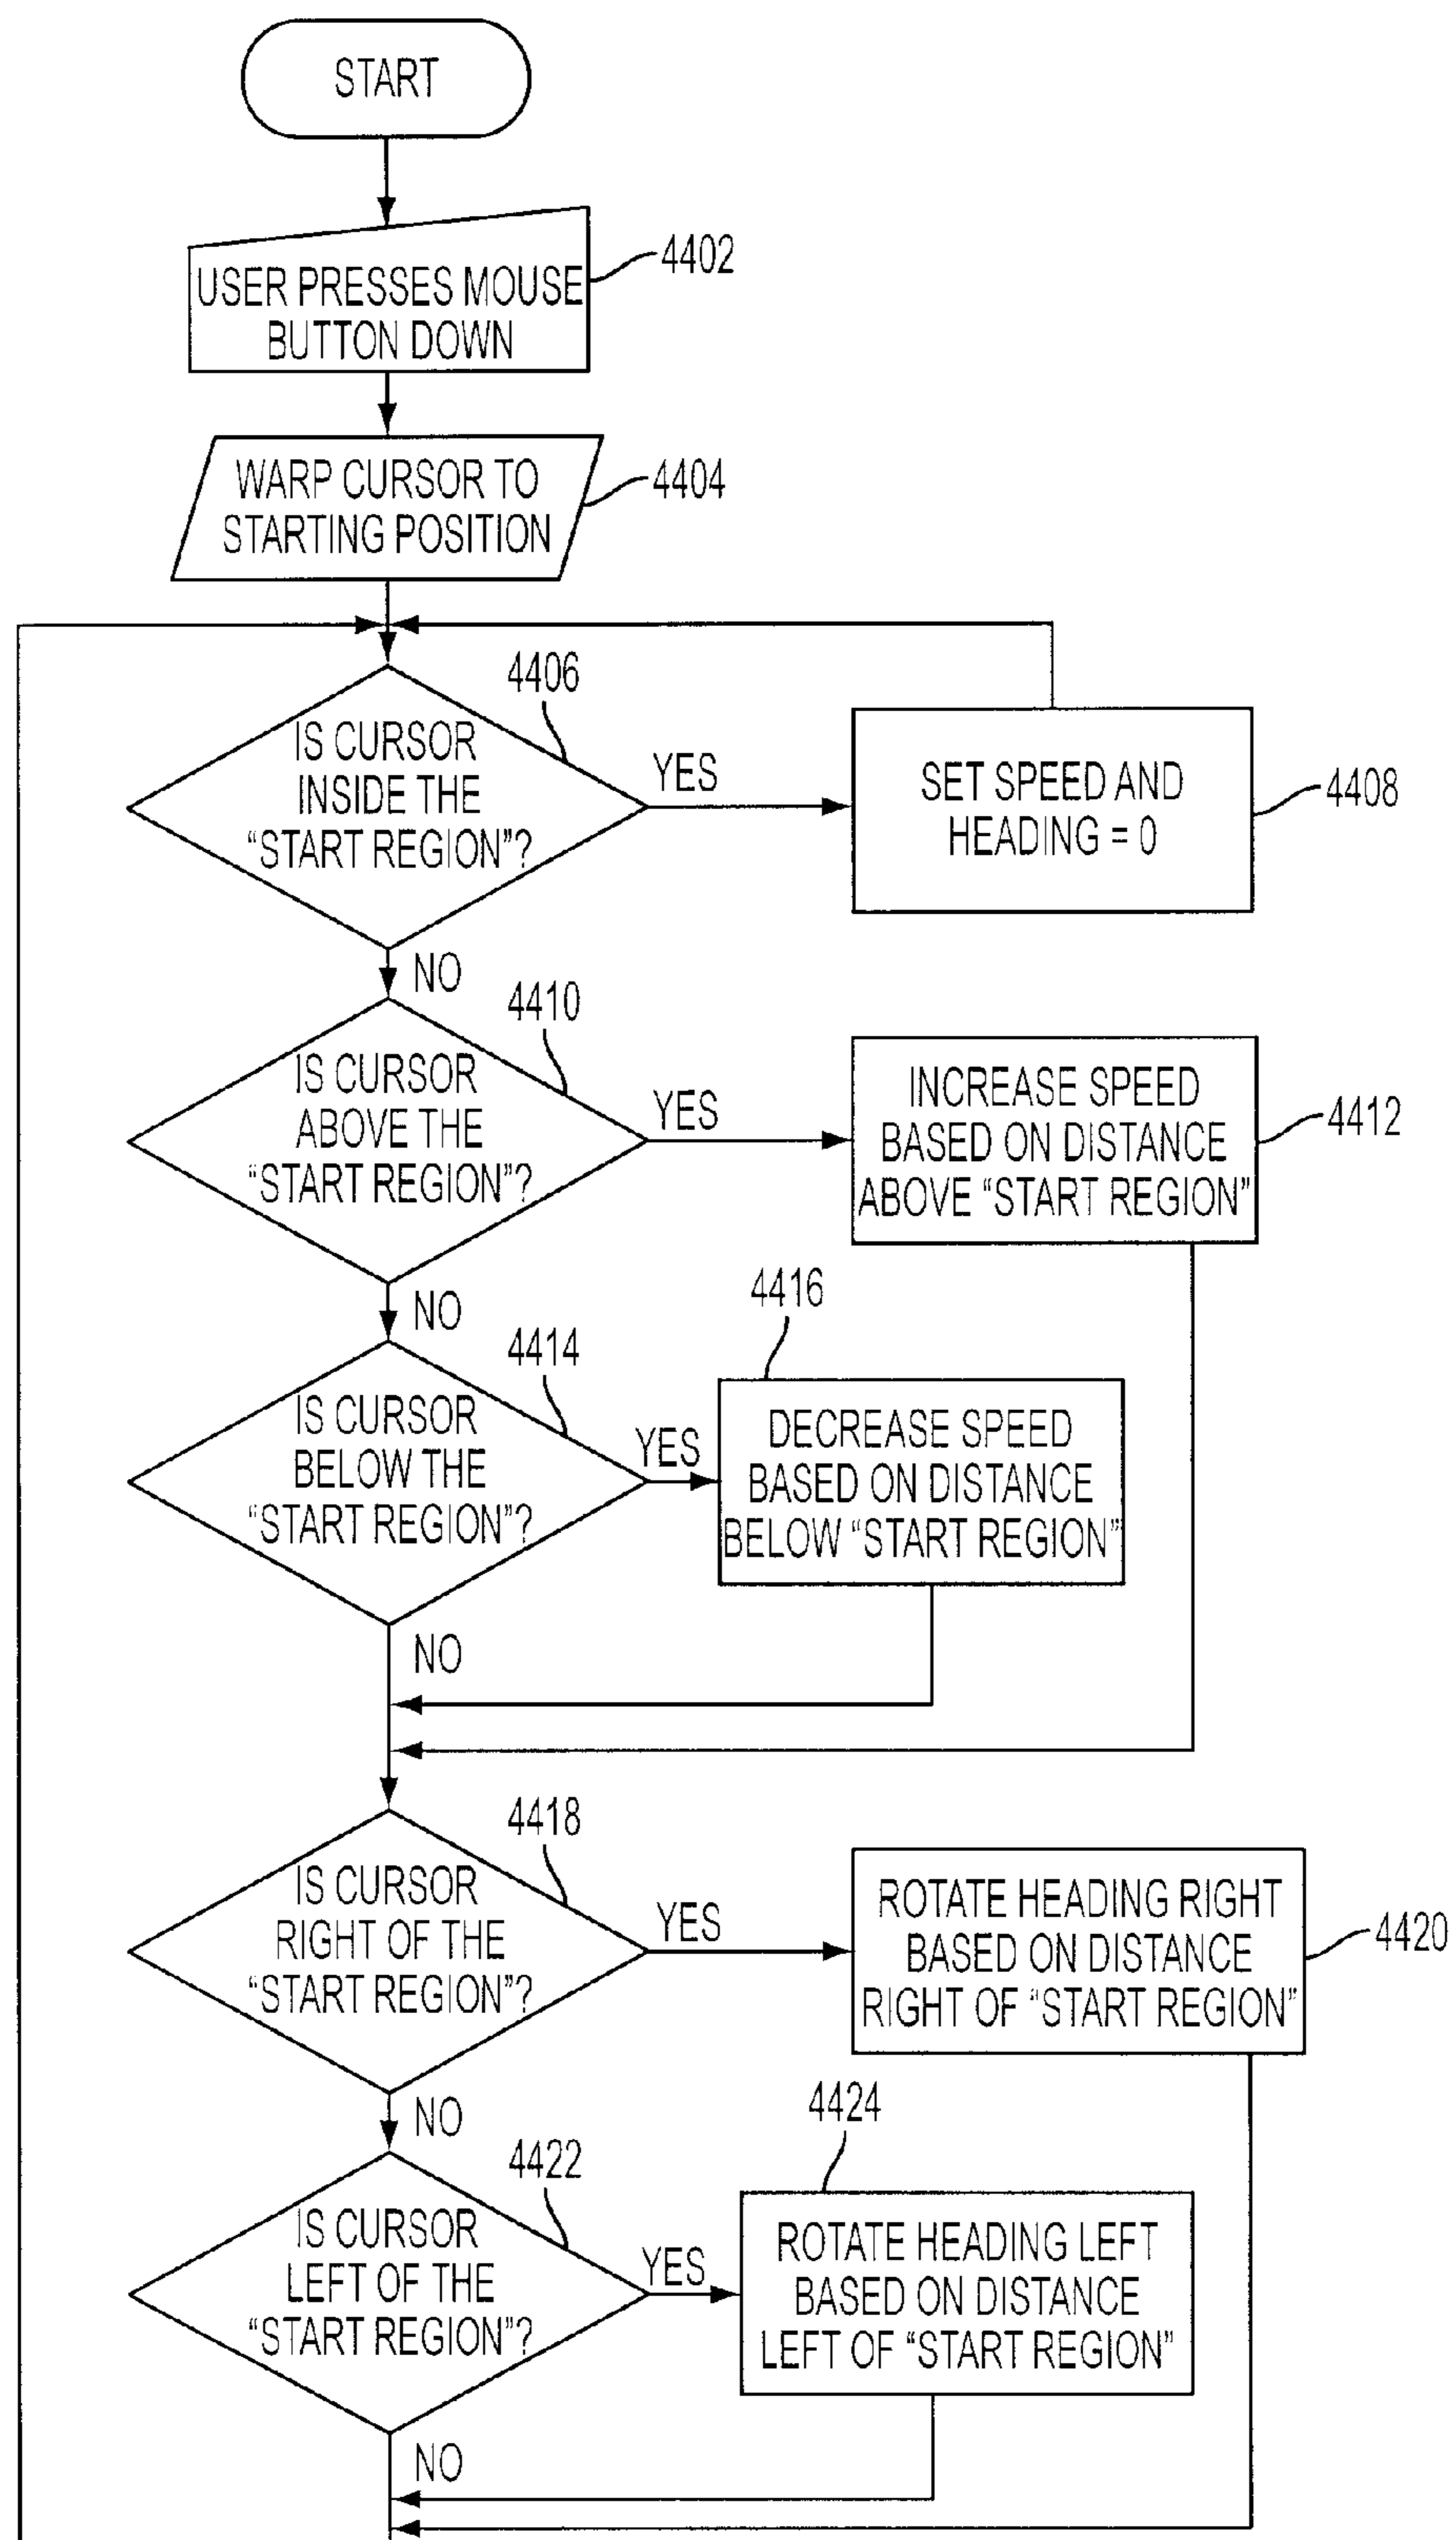 START
USER PRESSES MOUSE
BUTTON DOWN
4402
WARP CURSOR TO
STARTING POSITION
4404
IS CURSOR
INSIDE THE
“START REGION”?
4406
YES
SET SPEED AND
HEADING = 0
4408
NO
IS CURSOR
ABOVE THE
“START REGION”?
4410
YES
INCREASE SPEED
BASED ON DISTANCE
ABOVE “START REGION”
4412
NO
IS CURSOR
BELOW THE
“START REGION”?
4414
YES
4416
DECREASE SPEED
BASED ON DISTANCE
BELOW “START REGION”
NO
IS CURSOR
RIGHT OF THE
“START REGION”?
4418
YES
ROTATE HEADING RIGHT
BASED ON DISTANCE
RIGHT OF “START REGION”
4420
NO
IS CURSOR
LEFT OF THE
“START REGION”?
4422
YES
4424
ROTATE HEADING LEFT
BASED ON DISTANCE
LEFT OF “START REGION”
NO